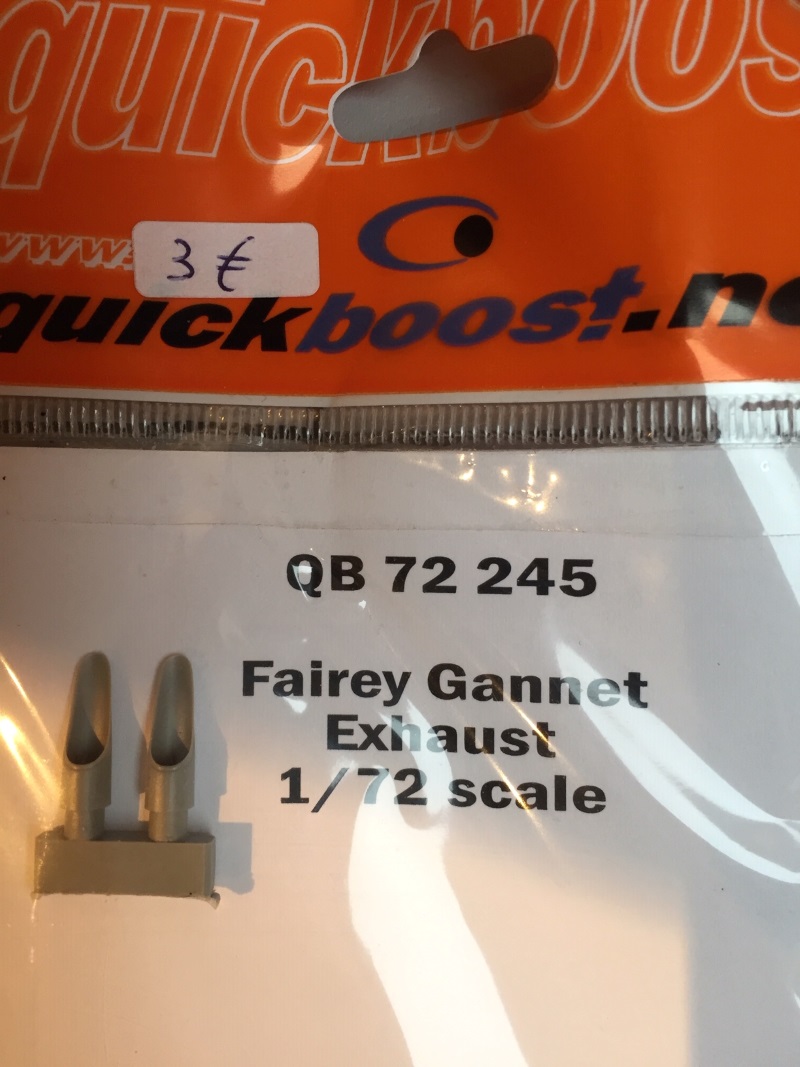 quickboos
www.
3 €
quickboost.ne
QB 72 245
Fairey Gannet
Exhaust
1/72 scale